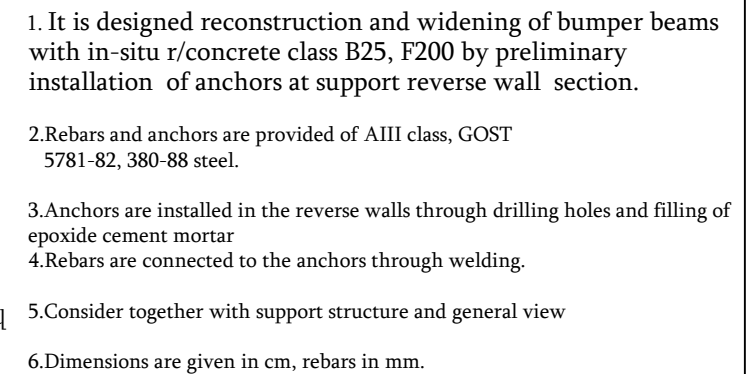 1. It is designed reconstruction and widening of bumper beams
with in-situ r/concrete class B25, F200 by preliminary
installation of anchors at support reverse wall section.
2.Rebars and anchors are provided of AIII class, GOST
5781-82, 380-88 steel.
3.Anchors are installed in the reverse walls through drilling holes and filling of
epoxide cement mortar
4.Rebars are connected to the anchors through welding.
5.Consider together with support structure and general view
6.Dimensions are given in cm, rebars in mm.